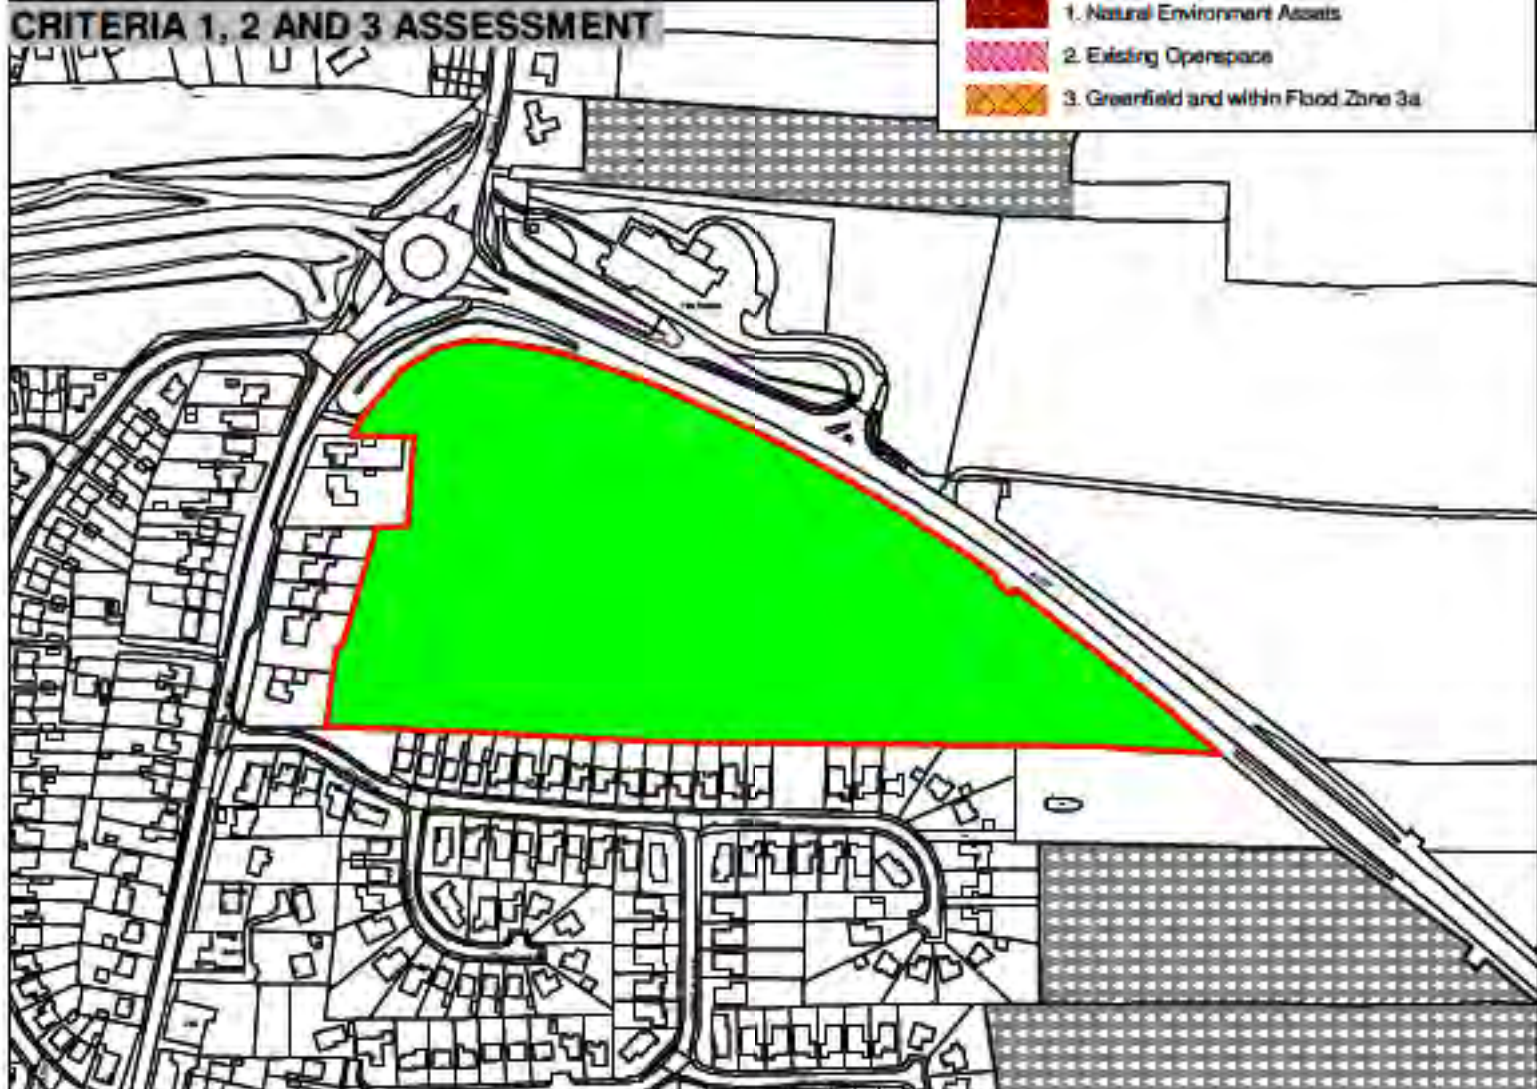 CRITERIA 1, 2 AND 3 ASSESSMENT
1. Natural Environment Assets
2. Existing Openspace
3. Greenfield and within Flood Zone 3a